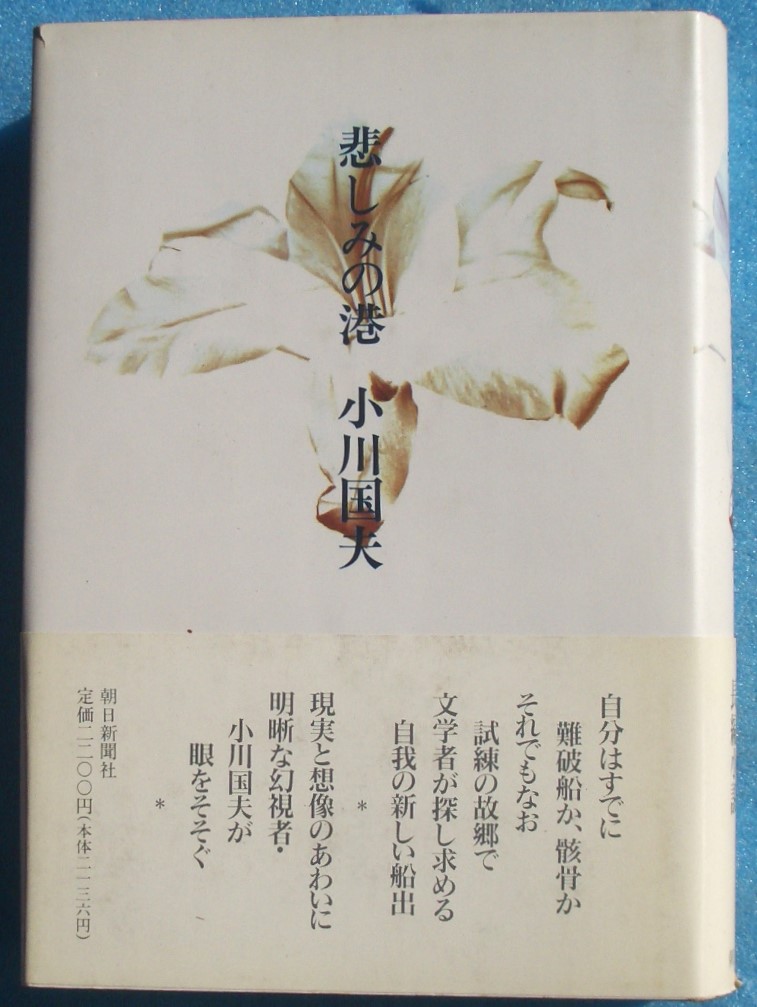 悲しみの港 小川国夫
自分はすでに
難破船か、骸骨か
それでもなお
試練の故郷で
文学者が探し求める
自我の新しい船出
*
現実と想像のあわいに
明晰な幻視者・
小川国夫が
眼をそそぐ
*
朝日新聞社
定価二二〇〇円(本体二一三六円)